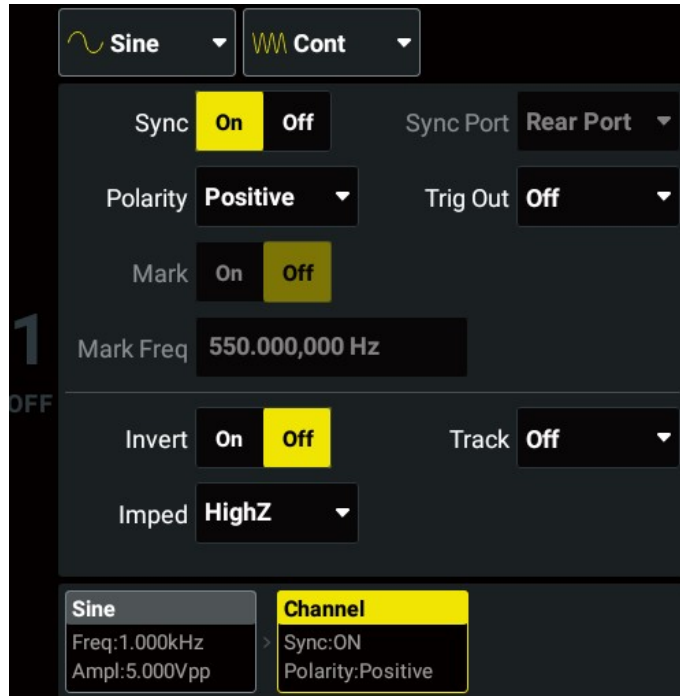 Sine Cont
Sync On Off Sync Port Rear Port
Polarity Positive Trig Out Off
Mark On Off
1
Mark Freq 550.000,000 Hz
OFF
Invert On Off Track Off
Imped HighZ
Sine Channel
Freq:1.000kHz > Sync:ON
Ampl:5.000Vpp Polarity:Positive